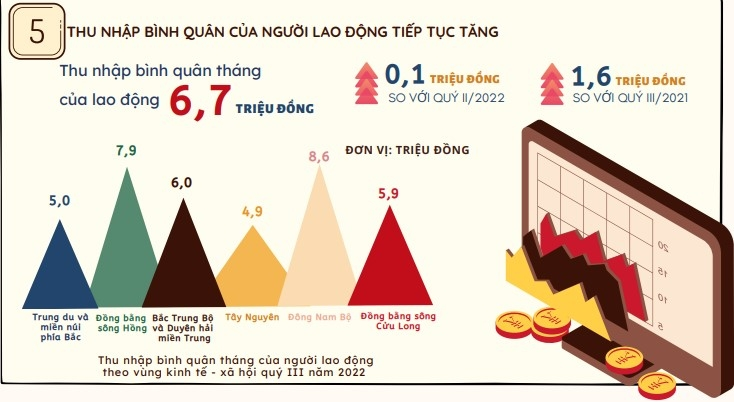 5
THU NHẬP BÌNH QUÂN CỦA NGƯỜI LAO ĐỘNG TIẾP TỤC TĂNG
Thu nhập bình quân tháng
của lao động 6,7 TRIỆU ĐỒNG
0,1 TRIỆU ĐỒNG
SO VỚI QUÝ II/2022
1,6 TRIỆU ĐỒNG
SO VỚI QUÝ III/2021
ĐƠN VỊ: TRIỆU ĐỒNG
5,0
7,9
6,0
4,9
8,6
5,9
Trung du và
miền núi
phía Bắc
Đồng bằng
sông Hồng
Bắc Trung Bộ
và Duyên hải
miền Trung
Tây Nguyên
Đông Nam Bộ
Đồng bằng sông
Cửu Long
Thu nhập bình quân tháng của người lao động
theo vùng kinh tế - xã hội quý III năm 2022
20
15
10
5